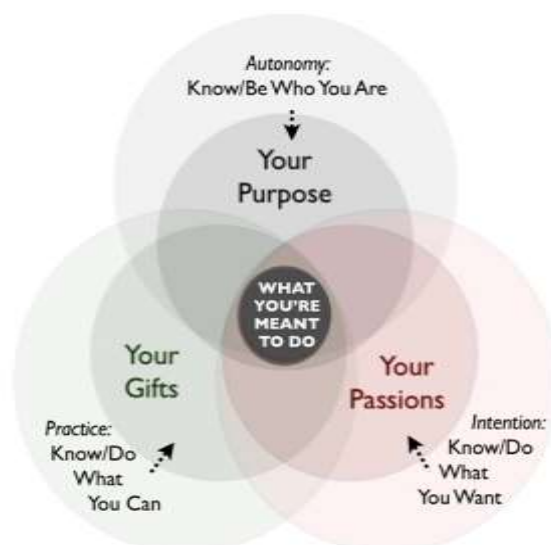 Autonomy:
Know/Be Who You Are
Your
Purpose
WHAT
YOU'RE
MEANT
TO DO
Your
Gifts
Your
Passions
Practice:
Know/Do
What
You Can
Intention:
Know/Do
What
You Want